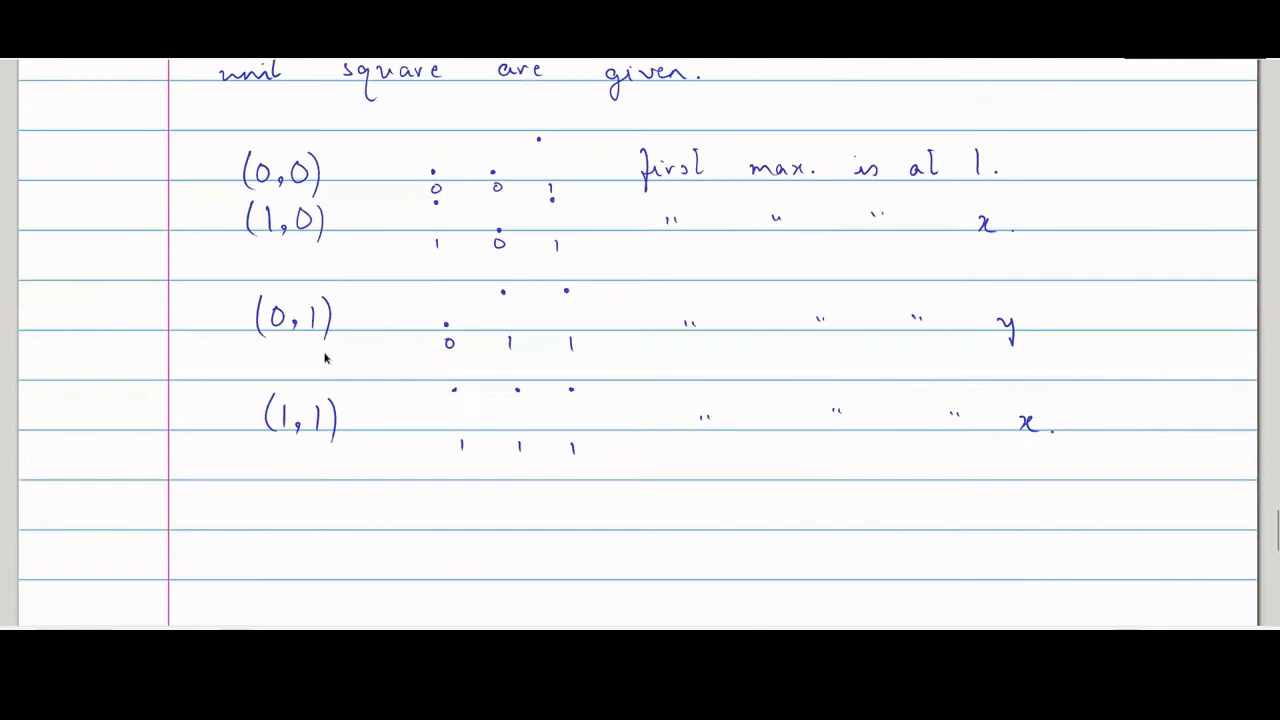 unit square are given.
(0,0) 0 0 1 first max. is at 1.
(1,0) 1 0 1 " " " x.
(0,1) 0 1 1 " " " y
(1,1) 1 1 1 " " " x.